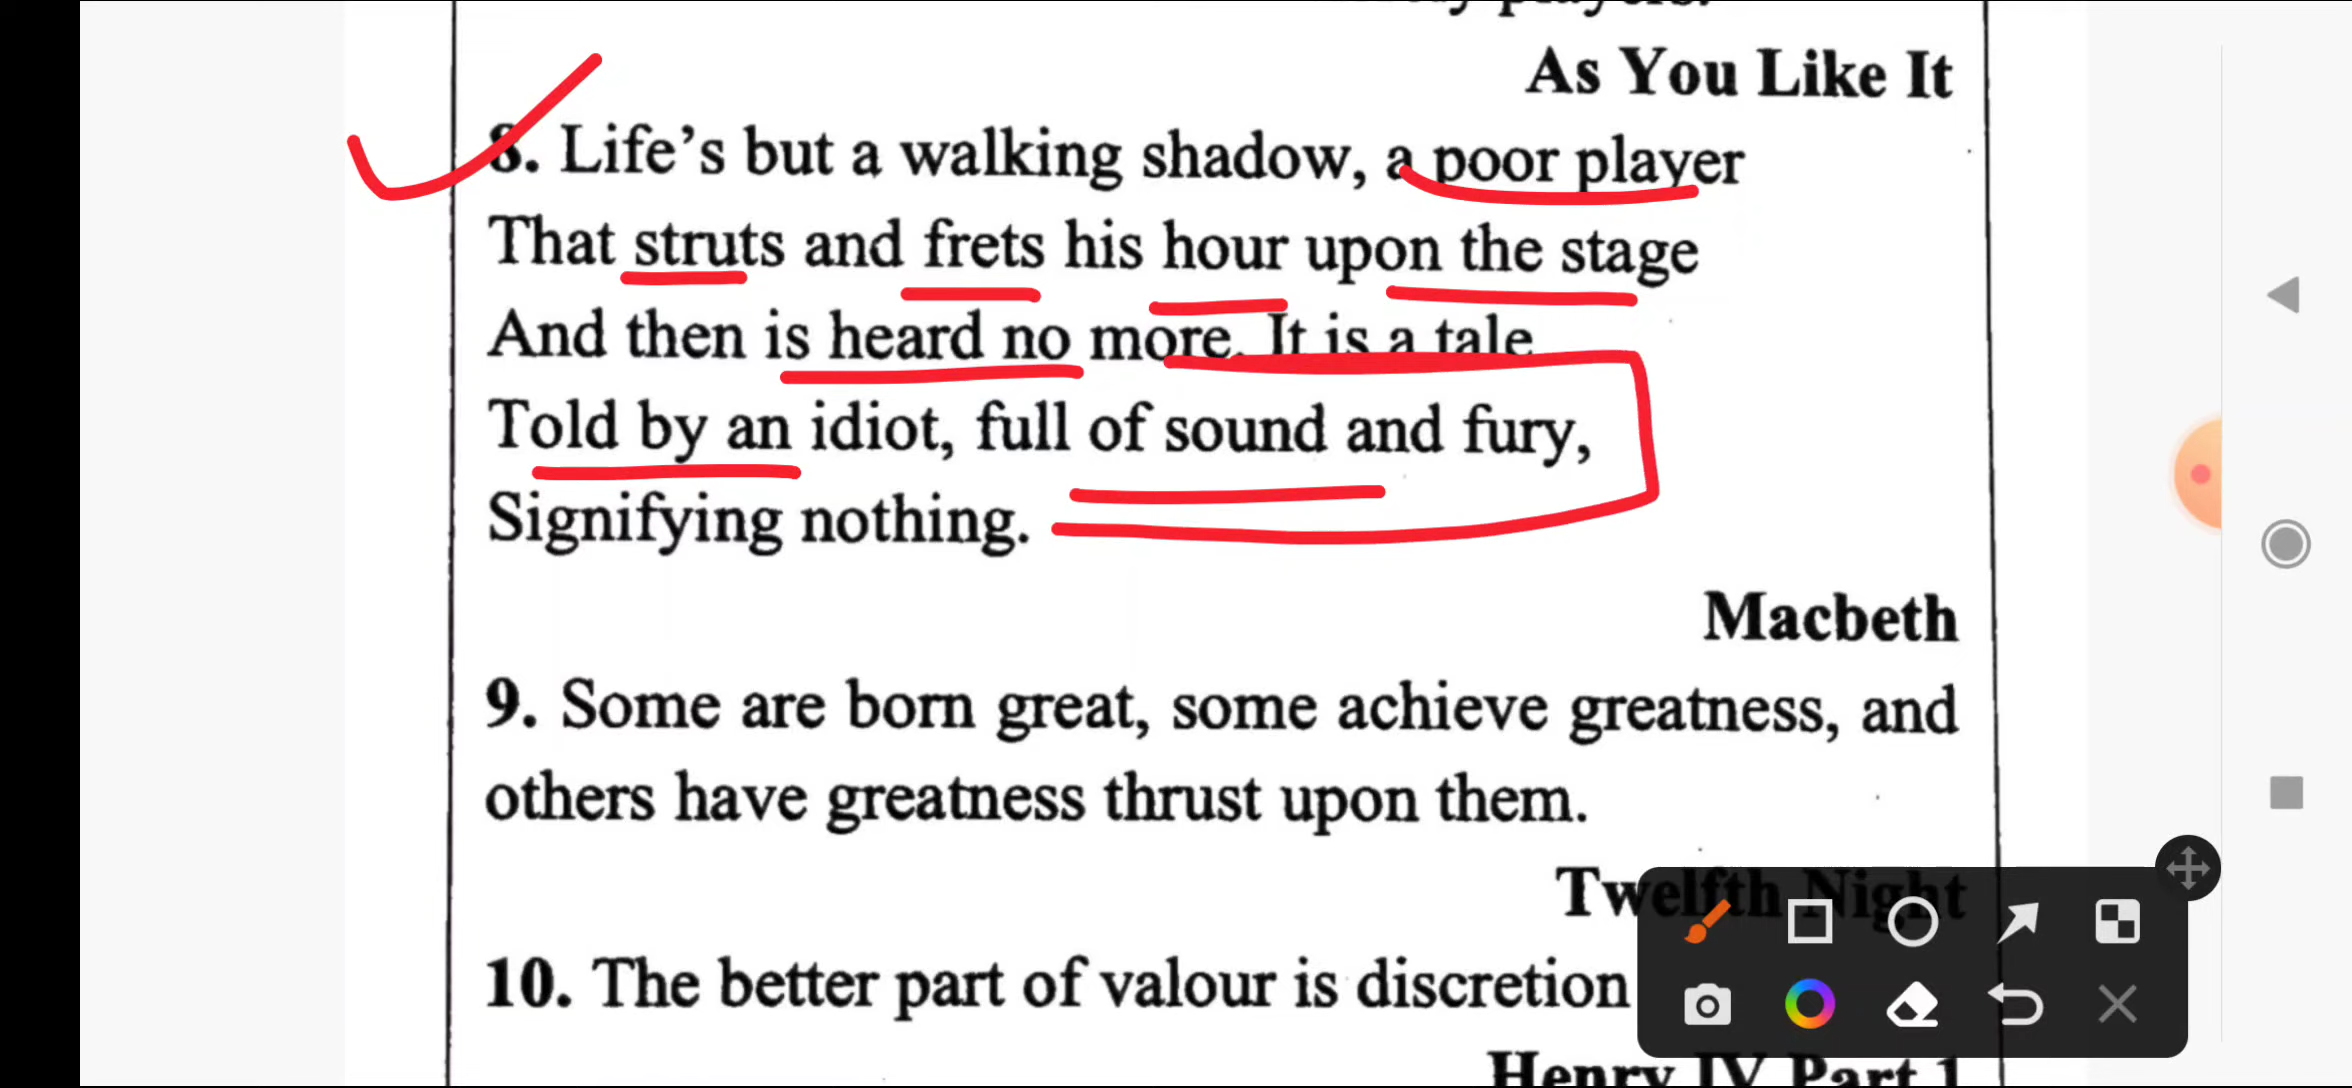 As You Like It
8. Life's but a walking shadow, a poor player
That struts and frets his hour upon the stage
And then is heard no more. It is a tale
Told by an idiot, full of sound and fury,
Signifying nothing.
Macbeth
9. Some are born great, some achieve greatness, and
others have greatness thrust upon them.
Twelfth Night
10. The better part of valour is discretion
Henry IV Part 1